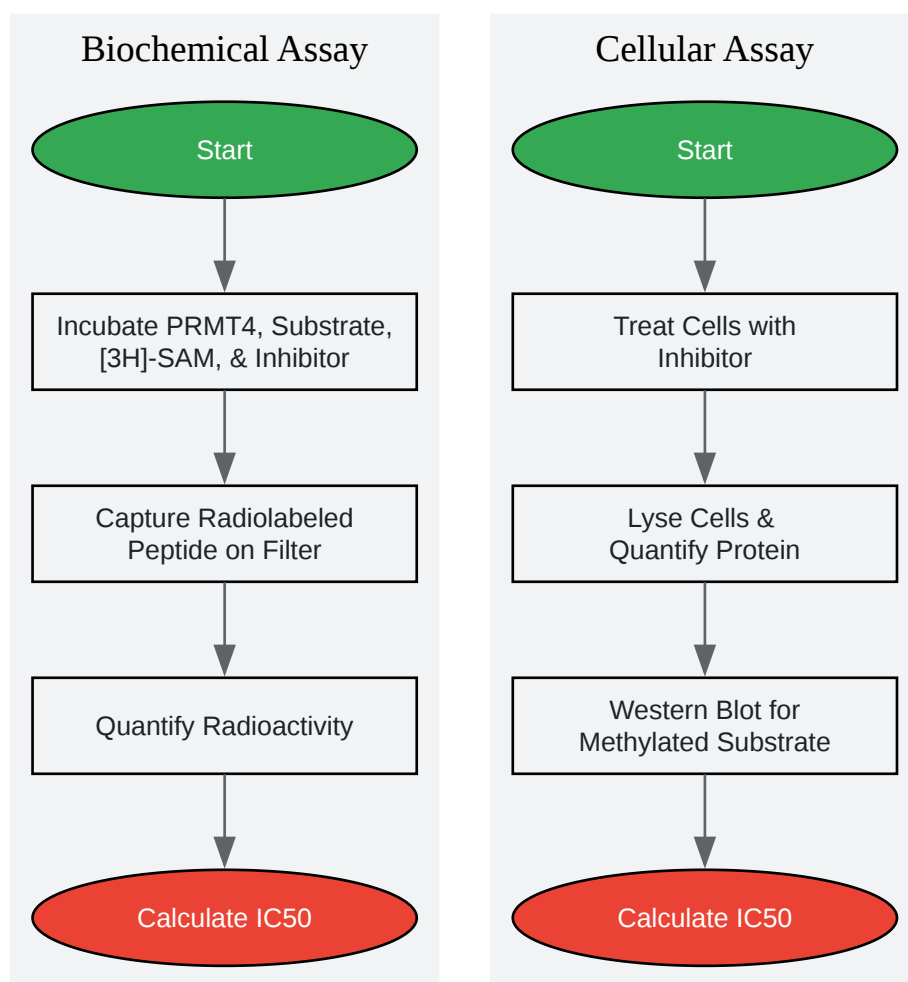 Biochemical Assay
Start
Incubate PRMT4, Substrate,
[3H]-SAM, & Inhibitor
Capture Radiolabeled
Peptide on Filter
Quantify Radioactivity
Calculate IC50
Cellular Assay
Start
Treat Cells with
Inhibitor
Lyse Cells &
Quantify Protein
Western Blot for
Methylated Substrate
Calculate IC50